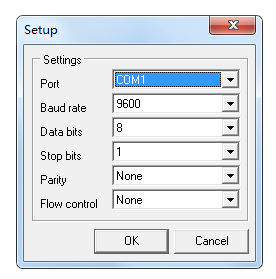 Setup
Settings
Port COM1
Baud rate 9600
Data bits 8
Stop bits 1
Parity None
Flow control None
OK Cancel